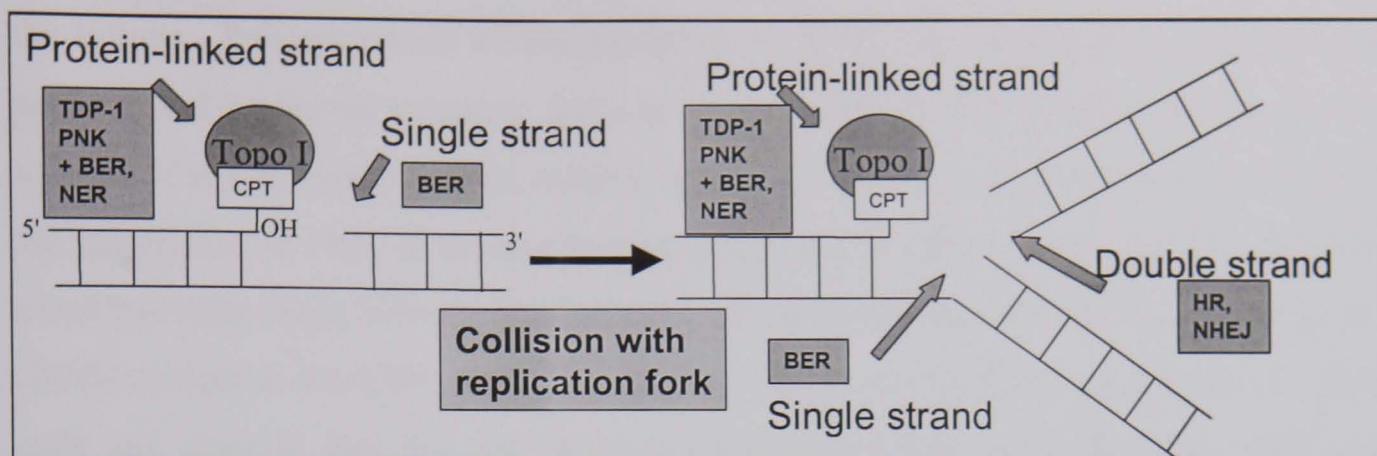 Protein-linked strand
TDP-1
PNK
+ BER,
NER
Topo I
CPT
OH
Single strand
BER
5'
3'
Collision with
replication fork
Protein-linked strand
TDP-1
PNK
+ BER,
NER
Topo I
CPT
Double strand
HR,
NHEJ
BER
Single strand